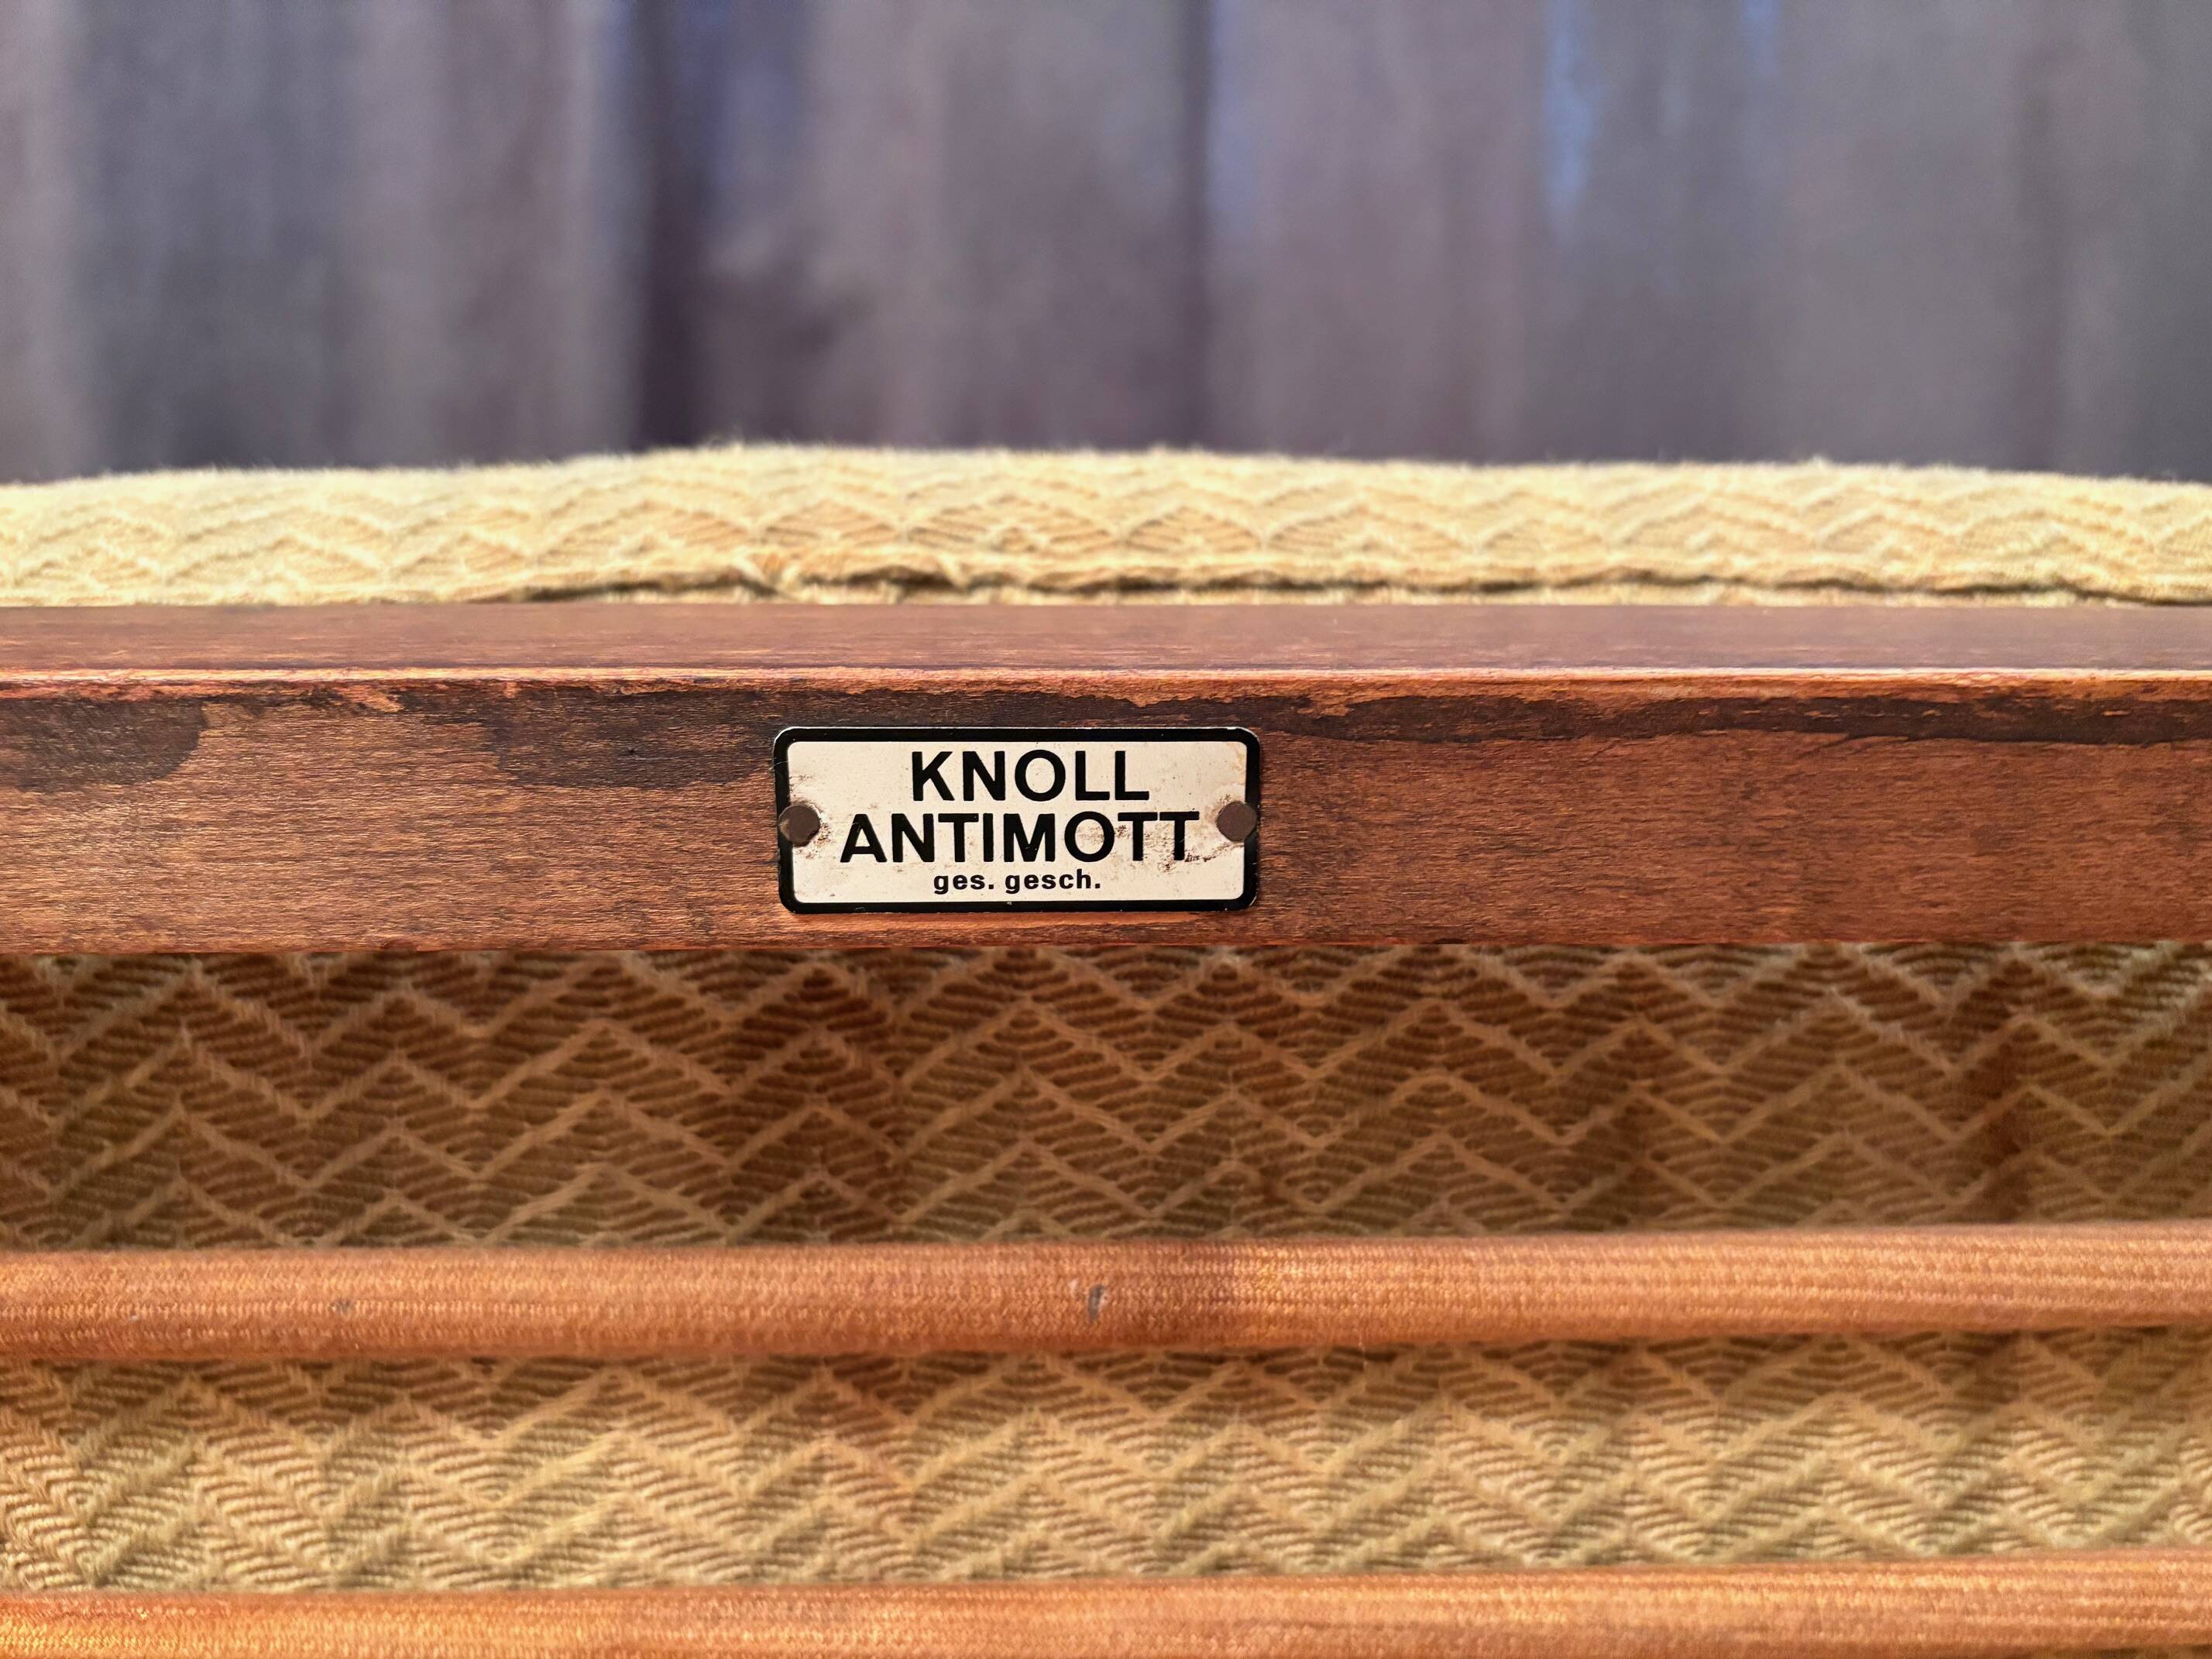 KNOLL
ANTIMOTT
ges. gesch.